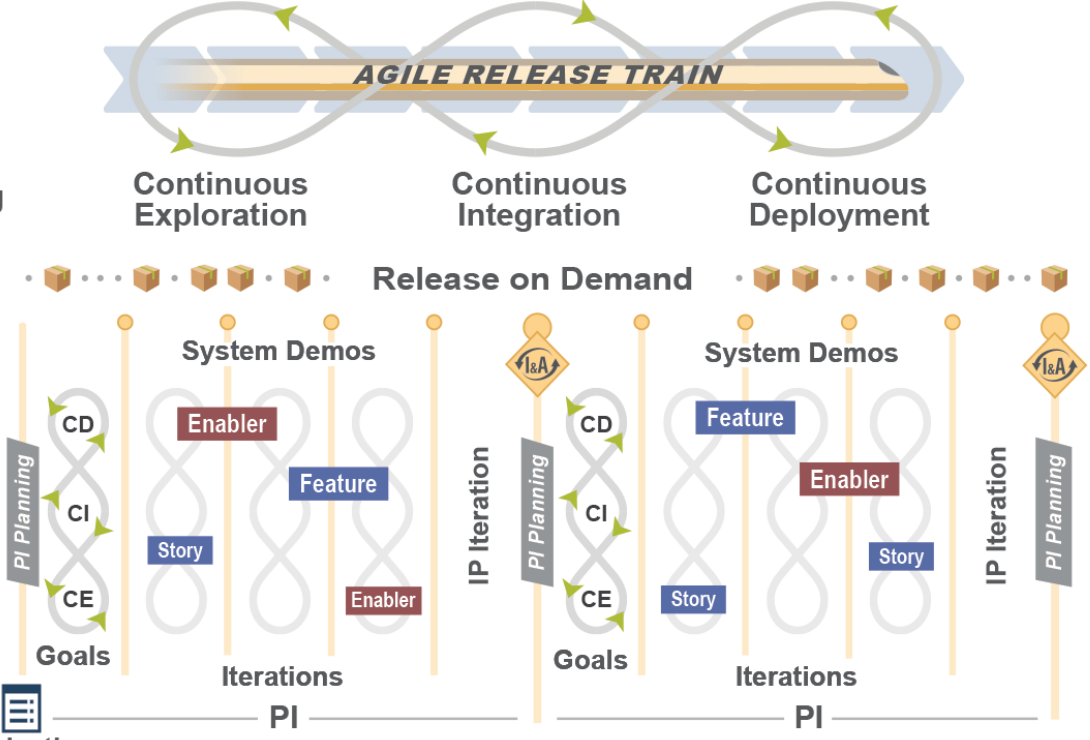 AGILE RELEASE TRAIN
Continuous
Exploration
Continuous
Integration
Continuous
Deployment
Release on Demand
System Demos
System Demos
I&A
I&A
PI Planning
CD
CI
CE
Goals
Enabler
Feature
Story
Enabler
Iterations
IP Iteration
PI Planning
CD
CI
CE
Goals
Feature
Enabler
Story
Story
Iterations
IP Iteration
PI Planning
PI
PI